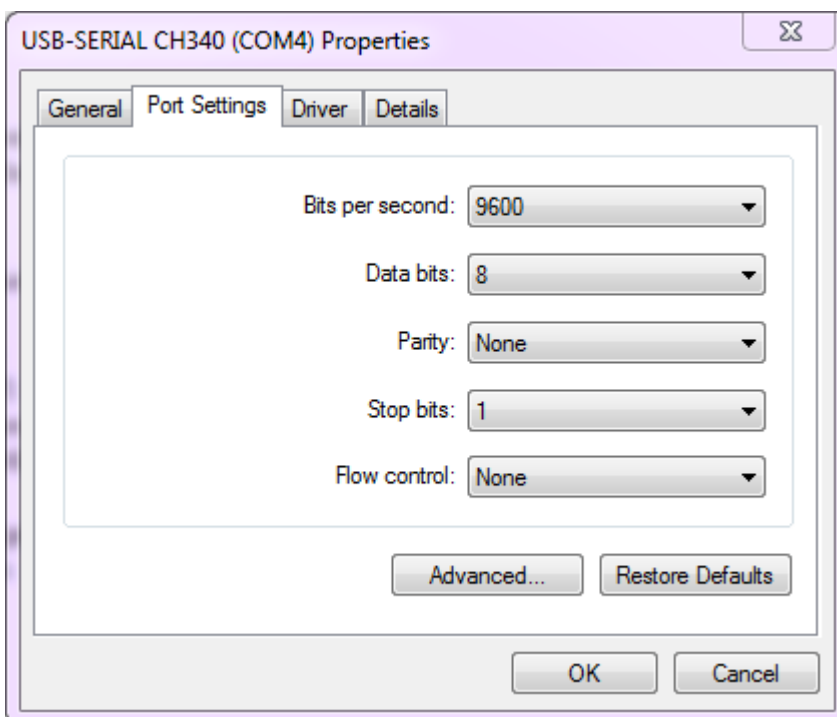 USB-SERIAL CH340 (COM4) Properties
General Port Settings Driver Details
Bits per second: 9600
Data bits: 8
Parity: None
Stop bits: 1
Flow control: None
Advanced... Restore Defaults
OK Cancel